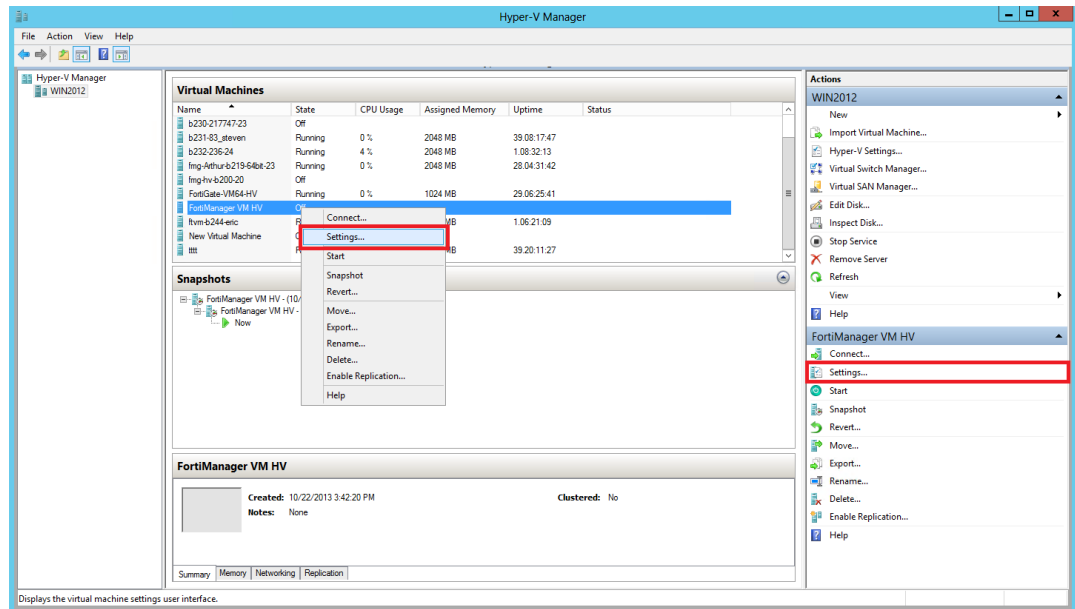 Hyper-V Manager
File Action View Help
Hyper-V Manager
WIN2012
Virtual Machines
Name State CPU Usage Assigned Memory Uptime Status
b230-217747-23 Off
b231-83_steven Running 0 % 2048 MB 39.08:17:47
b232-236-24 Running 4 % 2048 MB 1.08:32:13
fmg-Arthur-b219-64bit-23 Running 0 % 2048 MB 28.04:31:42
fmg-hv-b200-20 Off
FortiGate-VM64-HV Running 0 % 1024 MB 29.06:25:41
FortiManager VM HV
ftvm-b244-eric 1.06:21:09
New Virtual Machine
tttt 39.20:11:27
Connect...
Settings...
Start
Snapshot
Revert...
Move...
Export...
Rename...
Delete...
Enable Replication...
Help
Snapshots
FortiManager VM HV - (10/
FortiManager VM HV -
Now
FortiManager VM HV
Created: 10/22/2013 3:42:20 PM Clustered: No
Notes: None
Summary Memory Networking Replication
Actions
WIN2012
New
Import Virtual Machine...
Hyper-V Settings...
Virtual Switch Manager...
Virtual SAN Manager...
Edit Disk...
Inspect Disk...
Stop Service
Remove Server
Refresh
View
Help
FortiManager VM HV
Connect...
Settings...
Start
Snapshot
Revert...
Move...
Export...
Rename...
Delete...
Enable Replication...
Help
Displays the virtual machine settings user interface.